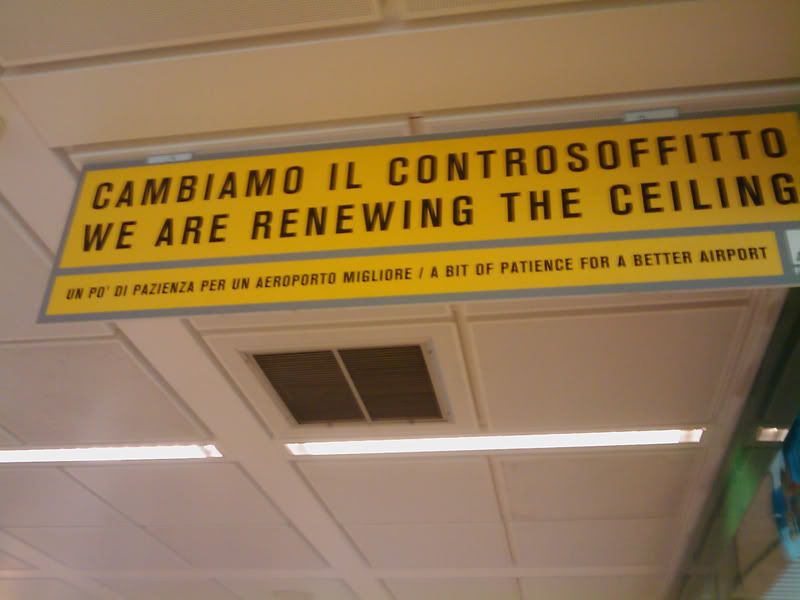 CAMBIAMO IL CONTROSOFFITTO
WE ARE RENEWING THE CEILING
UN PO' DI PAZIENZA PER UN AEROPORTO MIGLIORE / A BIT OF PATIENCE FOR A BETTER AIRPORT